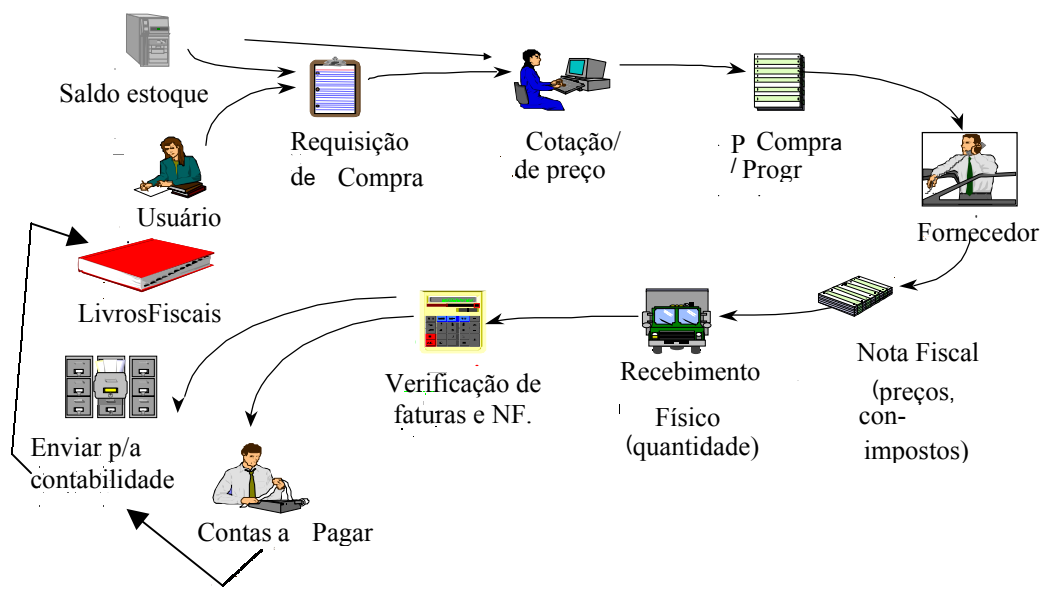 Saldo estoque
Usuário
Requisição
de Compra
Cotação/
de preço
P Compra
/ Progr
Fornecedor
Nota Fiscal
(preços,
con-
impostos)
Recebimento
Físico
(quantidade)
Verificação de
faturas e NF.
LivrosFiscais
Enviar p/a
contabilidade
Contas a Pagar